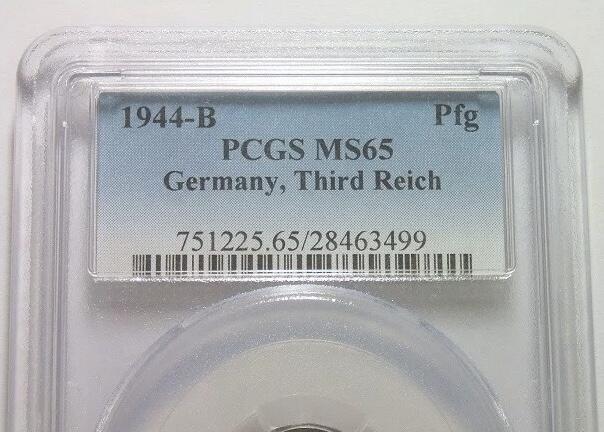 1944-B Pfg
PCGS MS65
Germany, Third Reich
751225.65/28463499